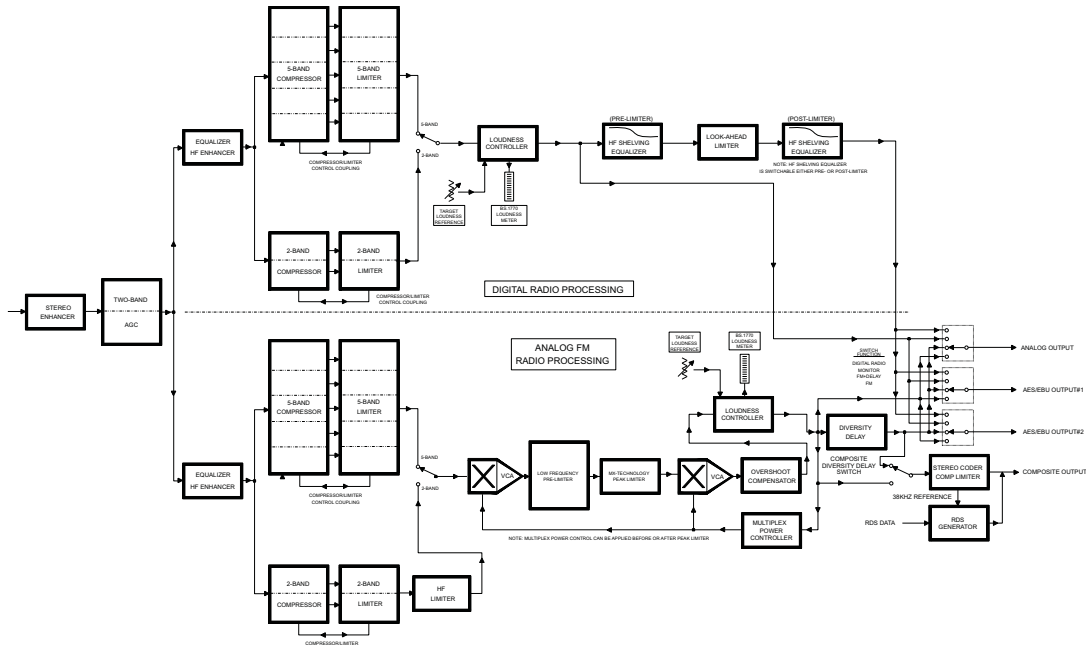 5-BAND
COMPRESSOR
5-BAND
LIMITER
COMPRESSOR/LIMITER
CONTROL COUPLING
EQUALIZER
HF ENHANCER
5-BAND
2-BAND
LOUDNESS
CONTROLLER
TARGET
LOUDNESS
REFERENCE
BS.1770
LOUDNESS
METER
(PRE-LIMITER)
HF SHELVING
EQUALIZER
LOOK-AHEAD
LIMITER
(POST-LIMITER)
HF SHELVING
EQUALIZER
NOTE: HF SHELVING EQUALIZER
IS SWITCHABLE EITHER PRE- OR POST-LIMITER
2-BAND
COMPRESSOR
2-BAND
LIMITER
COMPRESSOR/LIMITER
CONTROL COUPLING
DIGITAL RADIO PROCESSING
STEREO
ENHANCER
TWO-BAND
AGC
ANALOG FM
RADIO PROCESSING
5-BAND
COMPRESSOR
5-BAND
LIMITER
COMPRESSOR/LIMITER
CONTROL COUPLING
EQUALIZER
HF ENHANCER
5-BAND
2-BAND
VCA
LOW FREQUENCY
PRE-LIMITER
MX-TECHNOLOGY
PEAK LIMITER
VCA
OVERSHOOT
COMPENSATOR
TARGET
LOUDNESS
REFERENCE
BS.1770
LOUDNESS
METER
LOUDNESS
CONTROLLER
MULTIPLEX
POWER
CONTROLLER
NOTE: MULTIPLEX POWER CONTROL CAN BE APPLIED BEFORE OR AFTER PEAK LIMITER
SWITCH
FUNCTION
DIGITAL RADIO
MONITOR
FM+DELAY
FM
DIVERSITY
DELAY
COMPOSITE
DIVERSITY DELAY
SWITCH
STEREO CODER
COMP LIMITER
38KHZ REFERENCE
RDS DATA
RDS
GENERATOR
ANALOG OUTPUT
AES/EBU OUTPUT#1
AES/EBU OUTPUT#2
COMPOSITE OUTPUT
2-BAND
COMPRESSOR
2-BAND
LIMITER
HF
LIMITER
COMPRESSOR/LIMITER